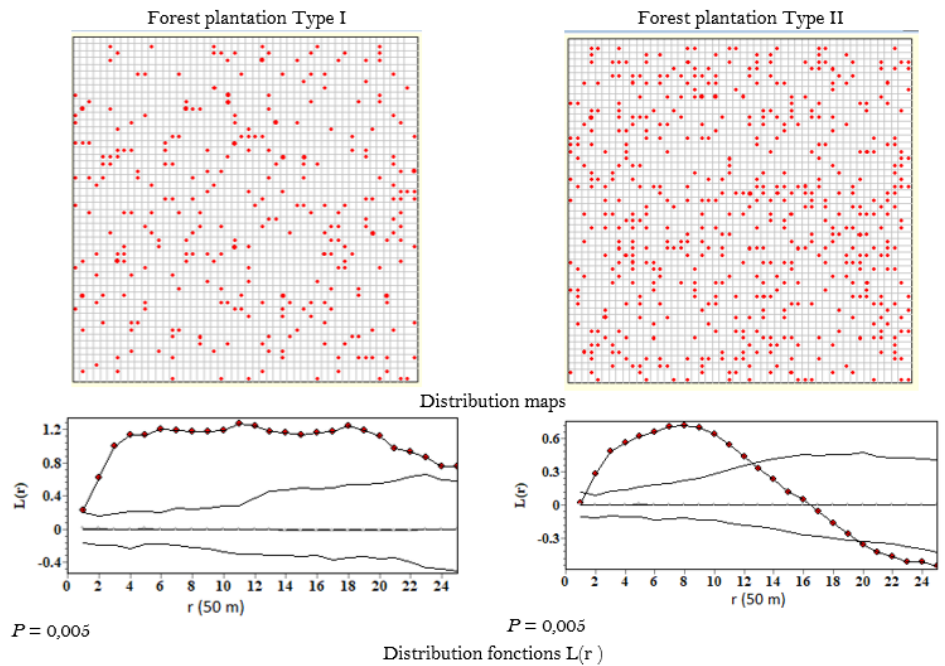 Forest plantation Type I
Forest plantation Type II
Distribution maps
L(r)
1.2
0.8
0.4
0
-0.4
0 2 4 6 8 10 12 14 16 18 20 22 24
r (50 m)
P = 0,005
L(r)
0.6
0.3
0
-0.3
0 2 4 6 8 10 12 14 16 18 20 22 24
r (50 m)
P = 0,005
Distribution fonctions L(r )